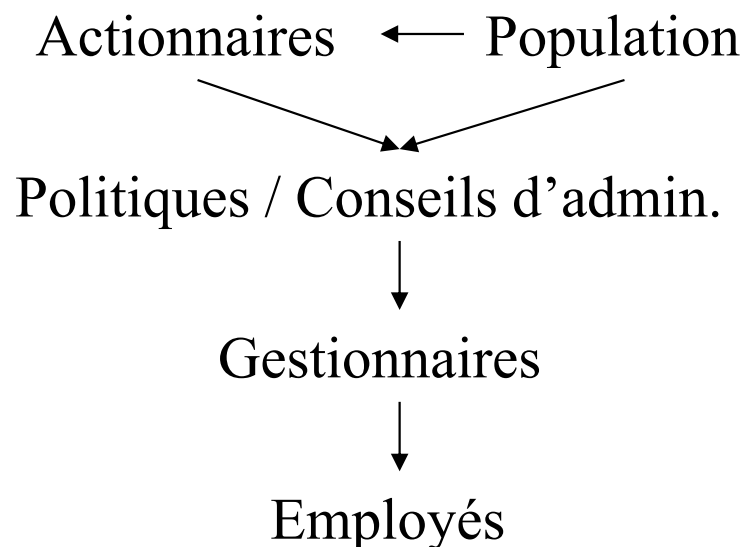 Actionnaires Population
Politiques / Conseils d’admin.
Gestionnaires
Employés